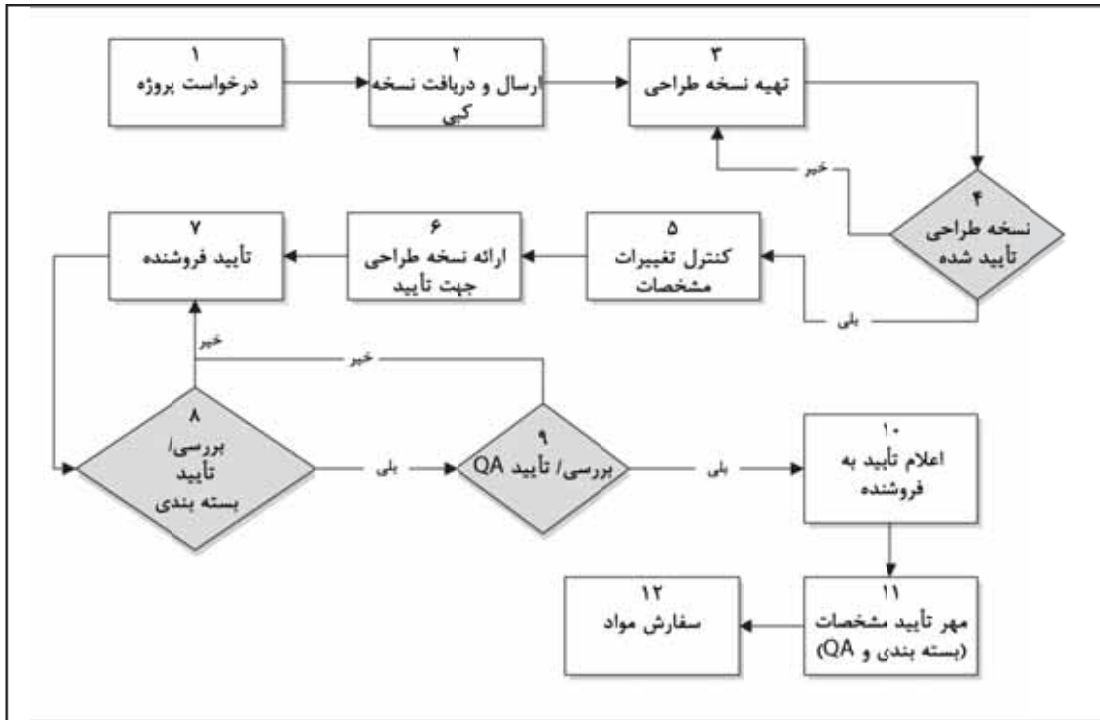 ۱
درخواست پروژه
۲
ارسال و دریافت نسخه
کپی
۳
تهیه نسخه طراحی
خیر
۴
نسخه طراحی
تأیید شده
بلی
۵
کنترل تغییرات
مشخصات
۶
ارائه نسخه طراحی
جهت تأیید
۷
تأیید فروشنده
خیر
خیر
۸
بررسی/
تأیید
بسته بندی
بلی
۹
بررسی/ تأیید QA
بلی
۱۰
اعلام تأیید به
فروشنده
۱۱
مهر تأیید مشخصات
(بسته بندی و QA)
۱۲
سفارش مواد